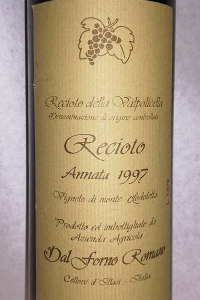 Recioto della Valpolicella
Denominazione di origine controllata
Recioto
Annata 1997
Vigneto di monte Lodoletta
Prodotto ed imbottigliato da
Azienda Agricola
Dal Forno Romano
Cellore d'Illasi - Italia